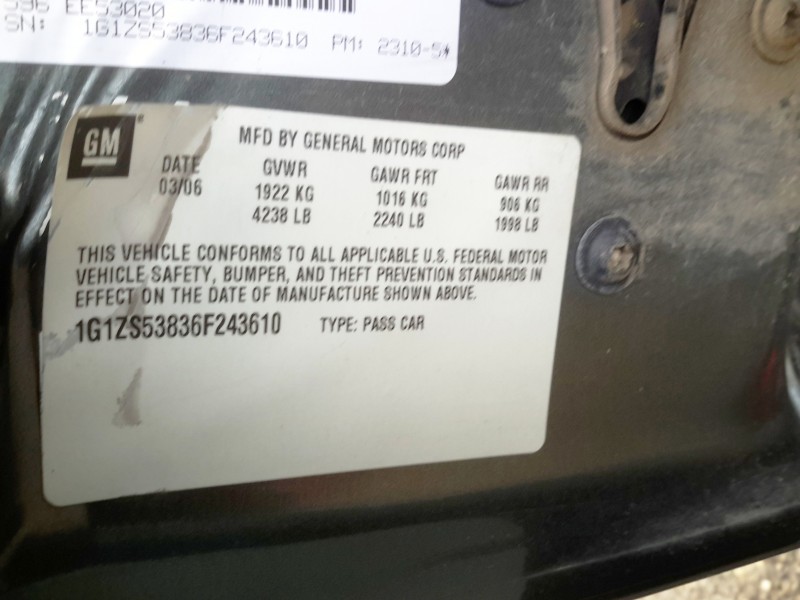 596 EE53020
SN: 1G1ZS53836F243610 PM: 2310-5*
GM
MFD BY GENERAL MOTORS CORP
DATE GVWR GAWR FRT GAWR RR
03/06 1922 KG 1016 KG 906 KG
4238 LB 2240 LB 1998 LB
THIS VEHICLE CONFORMS TO ALL APPLICABLE U.S. FEDERAL MOTOR
VEHICLE SAFETY, BUMPER, AND THEFT PREVENTION STANDARDS IN
EFFECT ON THE DATE OF MANUFACTURE SHOWN ABOVE.
1G1ZS53836F243610 TYPE: PASS CAR